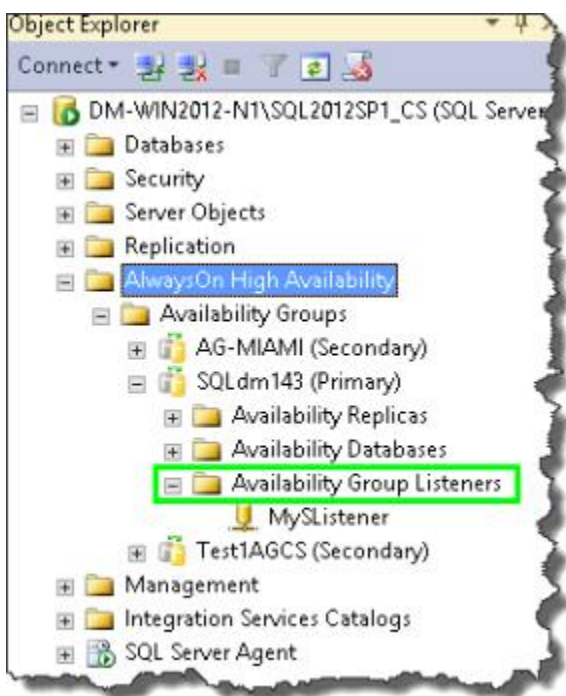 Object Explorer
Connect
DM-WIN2012-N1\SQL2012SP1_CS (SQL Server
Databases
Security
Server Objects
Replication
AlwaysOn High Availability
Availability Groups
AG-MIAMI (Secondary)
SQLdm143 (Primary)
Availability Replicas
Availability Databases
Availability Group Listeners
MySListener
Test1AGCS (Secondary)
Management
Integration Services Catalogs
SQL Server Agent